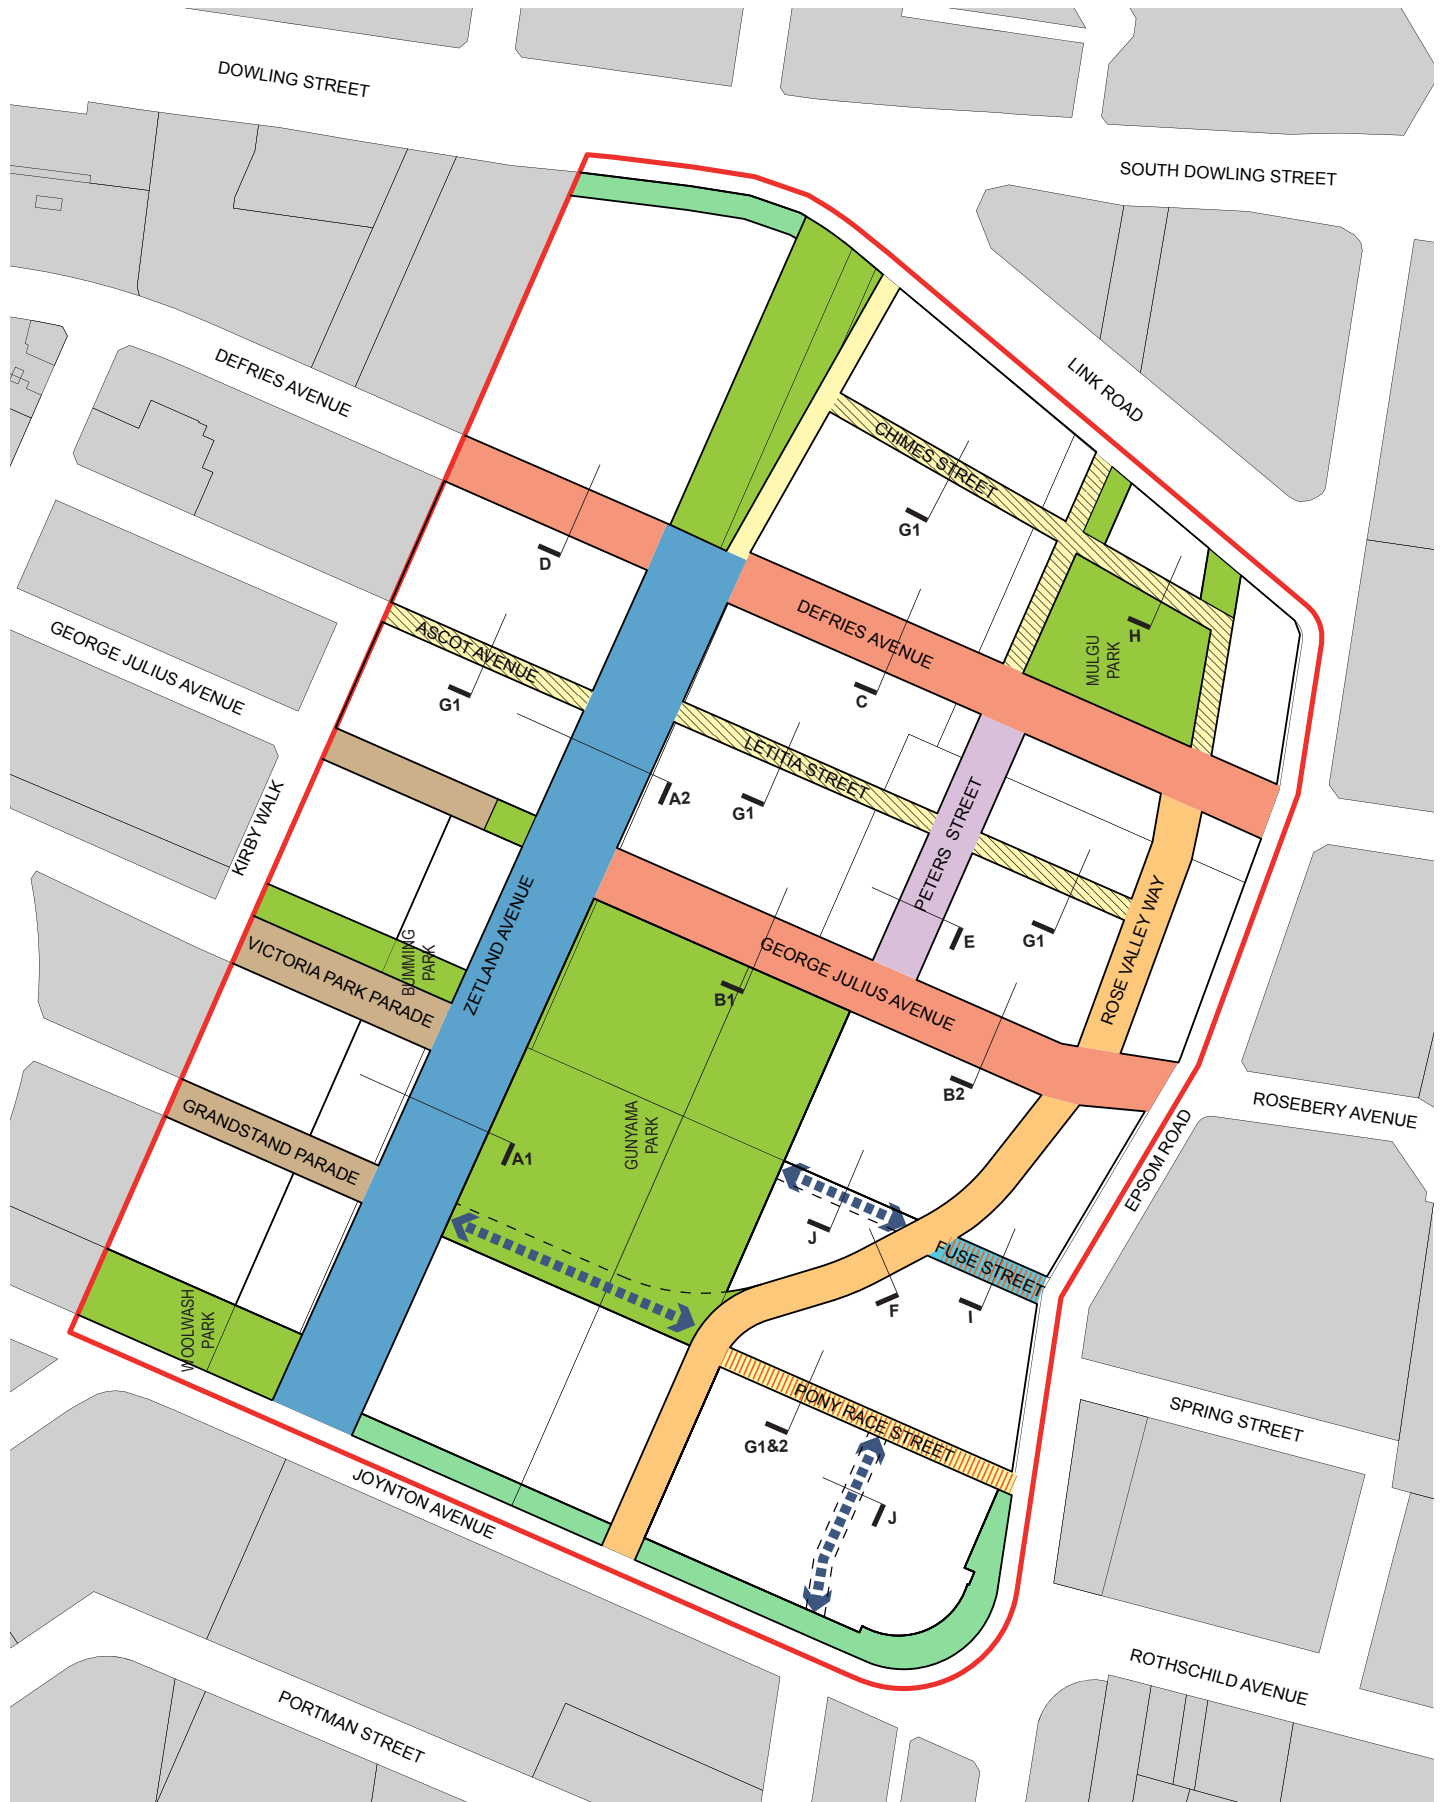 DOWLING STREET
SOUTH DOWLING STREET
DEFRIES AVENUE
LINK ROAD
CHIMES STREET
G1
D
DEFRIES AVENUE
H
MULGU
PARK
GEORGE JULIUS AVENUE
ASCOT AVENUE
G1
C
LETITIA STREET
A2
G1
KIRBY WALK
PETERS STREET
ROSE VALLEY WAY
ZETLAND AVENUE
BUMMING
PARK
VICTORIA PARK PARADE
GEORGE JULIUS AVENUE
E
G1
B1
B2
GRANDSTAND PARADE
GUNYAMA
PARK
A1
ROSEBERY AVENUE
EPSOM ROAD
J
FUSE STREET
F
I
WOOLWASH
PARK
PONY RACE STREET
G1&2
SPRING STREET
JOYNTON AVENUE
J
ROTHSCHILD AVENUE
PORTMAN STREET